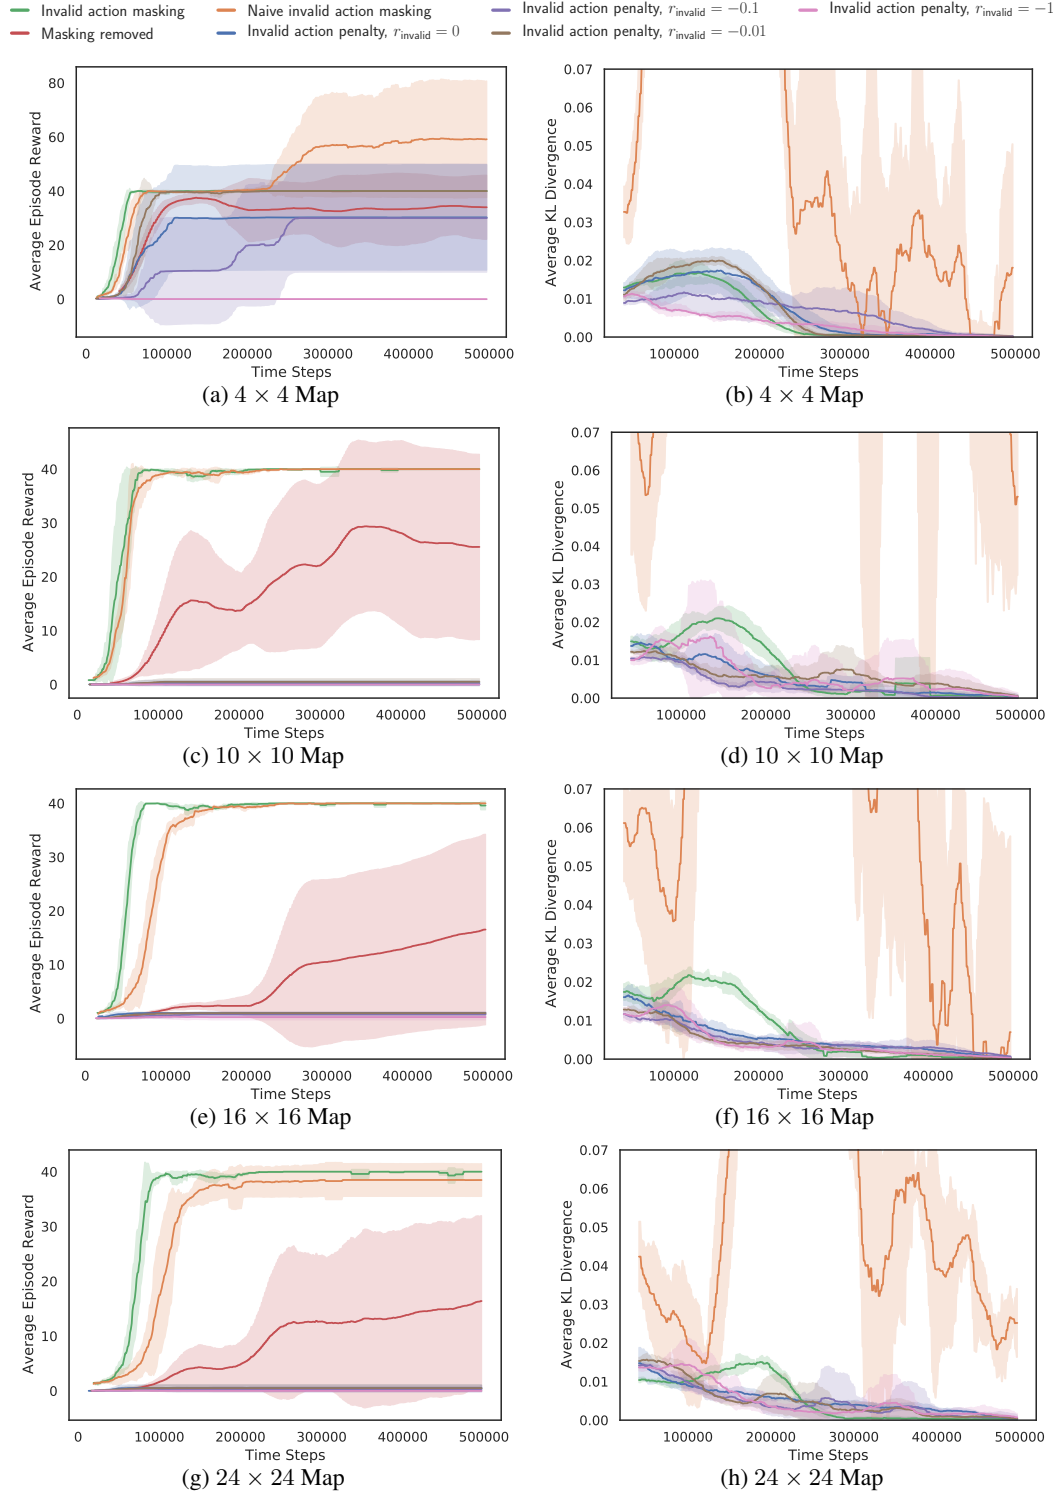 Invalid action masking
Naive invalid action masking
Invalid action penalty, r_invalid = −0.1
Invalid action penalty, r_invalid = −1
Masking removed
Invalid action penalty, r_invalid = 0
Invalid action penalty, r_invalid = −0.01
80
60
40
20
0
Average Episode Reward
0 100000 200000 300000 400000 500000
Time Steps
(a) 4 × 4 Map
0.07
0.06
0.05
0.04
0.03
0.02
0.01
0.00
Average KL Divergence
100000 200000 300000 400000 500000
Time Steps
(b) 4 × 4 Map
40
30
20
10
0
Average Episode Reward
0 100000 200000 300000 400000 500000
Time Steps
(c) 10 × 10 Map
0.07
0.06
0.05
0.04
0.03
0.02
0.01
0.00
Average KL Divergence
100000 200000 300000 400000 500000
Time Steps
(d) 10 × 10 Map
40
30
20
10
0
Average Episode Reward
0 100000 200000 300000 400000 500000
Time Steps
(e) 16 × 16 Map
0.07
0.06
0.05
0.04
0.03
0.02
0.01
0.00
Average KL Divergence
100000 200000 300000 400000 500000
Time Steps
(f) 16 × 16 Map
40
30
20
10
0
Average Episode Reward
0 100000 200000 300000 400000 500000
Time Steps
(g) 24 × 24 Map
0.07
0.06
0.05
0.04
0.03
0.02
0.01
0.00
Average KL Divergence
100000 200000 300000 400000 500000
Time Steps
(h) 24 × 24 Map